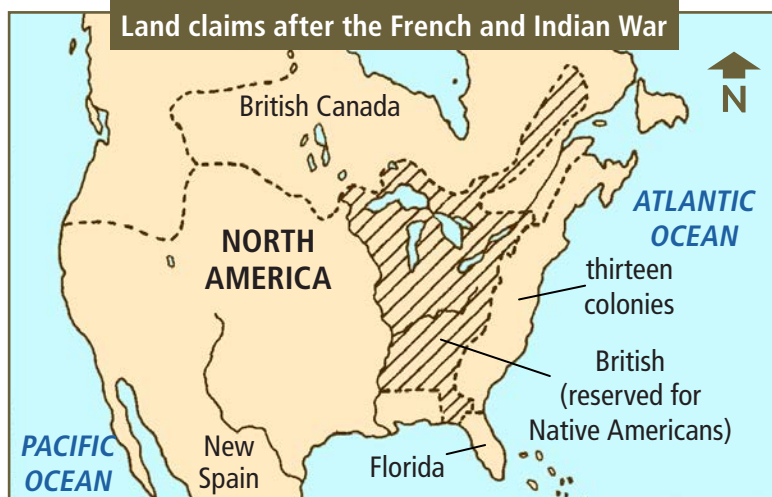 Land claims after the French and Indian War
N
British Canada
ATLANTIC
OCEAN
NORTH
AMERICA
thirteen
colonies
British
(reserved for
Native Americans)
PACIFIC
OCEAN
New
Spain
Florida